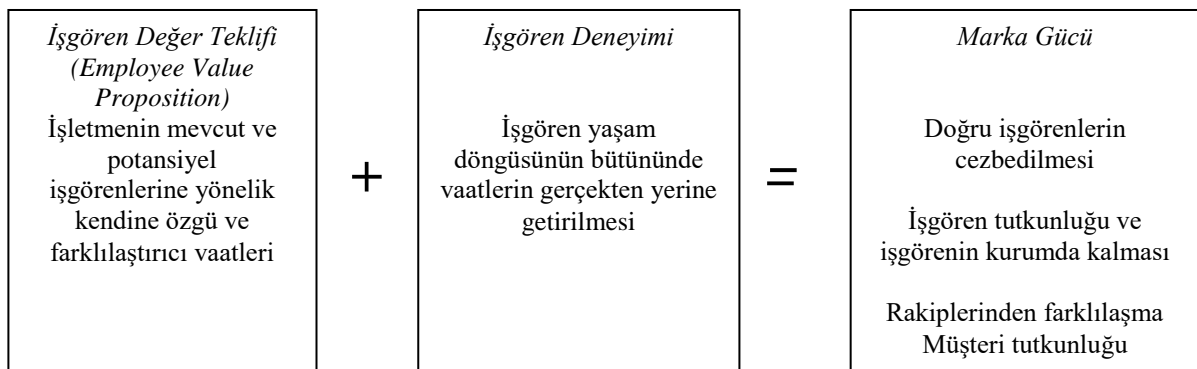 İşgören Değer Teklifi
(Employee Value
Proposition)
İşletmenin mevcut ve
potansiyel
işgörenlerine yönelik
kendine özgü ve
farklılaştırıcı vaatleri
+
İşgören Deneyimi
İşgören yaşam
döngüsünün bütününde
vaatlerin gerçekten yerine
getirilmesi
=
Marka Gücü
Doğru işgörenlerin
cezbedilmesi
İşgören tutkunluğu ve
işgörenin kurumda kalması
Rakiplerinden farklılaşma
Müşteri tutkunluğu